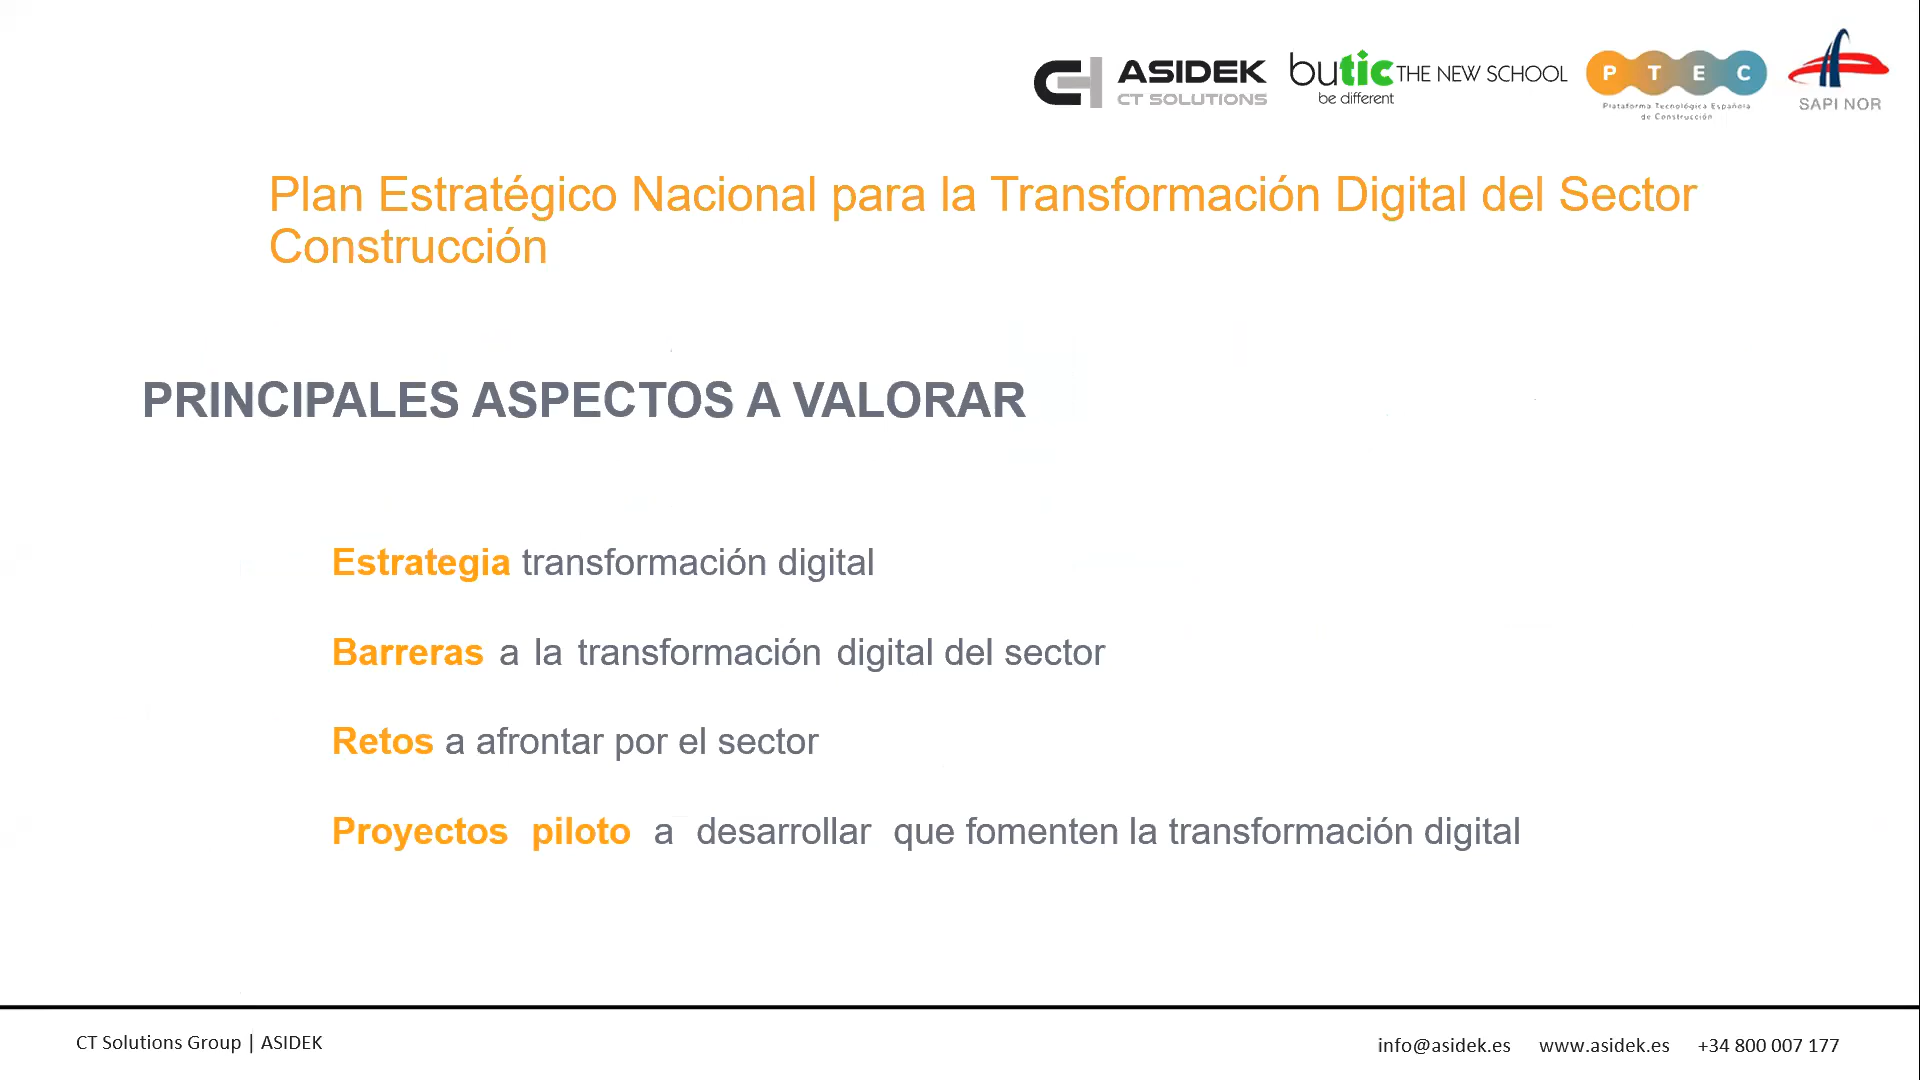 ASIDEK
CT SOLUTIONS
butic THE NEW SCHOOL
be different
P T E C
Plataforma Tecnológica Española
de Construcción
SAPI NOR
Plan Estratégico Nacional para la Transformación Digital del Sector
Construcción
PRINCIPALES ASPECTOS A VALORAR
Estrategia transformación digital
Barreras a la transformación digital del sector
Retos a afrontar por el sector
Proyectos piloto a desarrollar que fomenten la transformación digital
CT Solutions Group | ASIDEK
info@asidek.es www.asidek.es +34 800 007 177